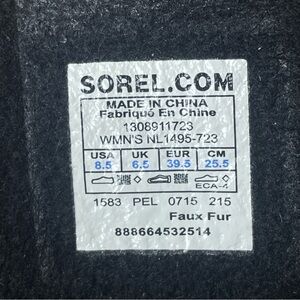 SOREL.COM
MADE IN CHINA
Fabriqué En Chine
1308911723
WMN'S NL1495-723
USA UK EUR CM
8.5 6.5 39.5 25.5
ECA-4
1583 PEL 0715 215
Faux Fur
888664532514